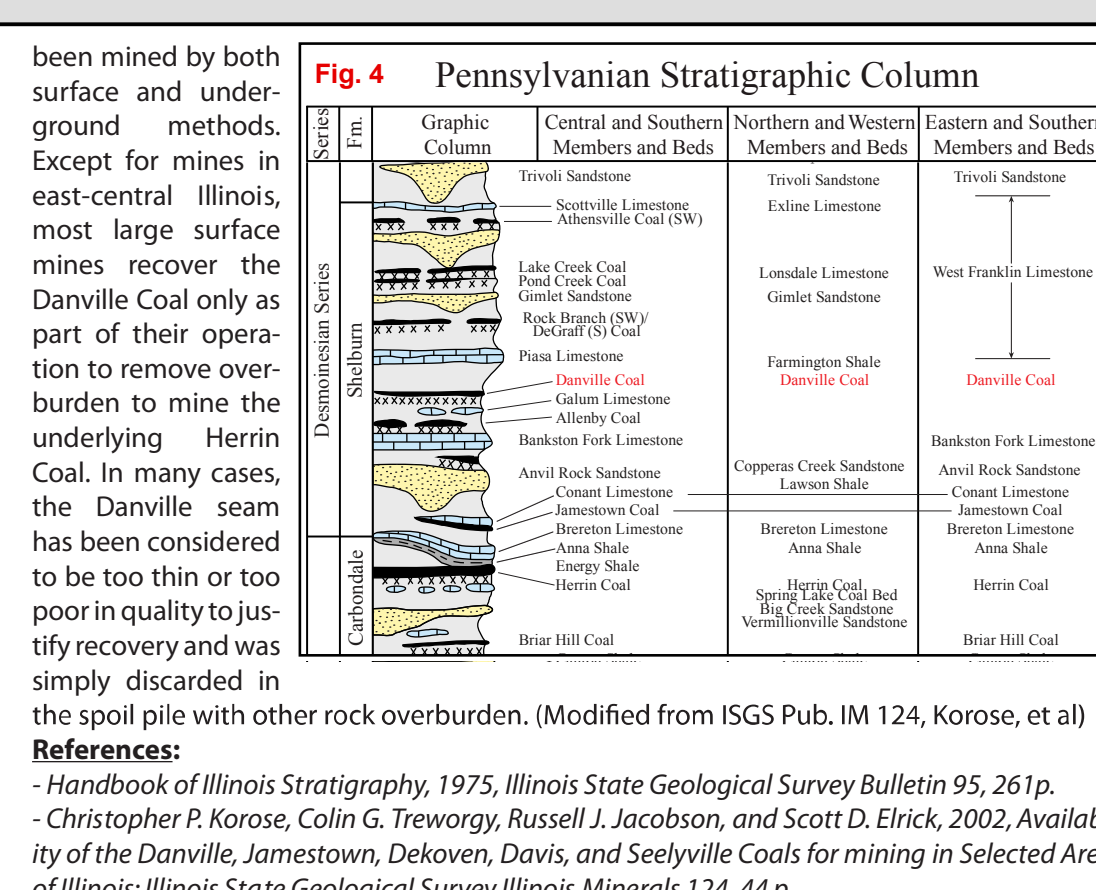 been mined by both
surface and under-
ground methods.
Except for mines in
east-central Illinois,
most large surface
mines recover the
Danville Coal only as
part of their opera-
tion to remove over-
burden to mine the
underlying Herrin
Coal. In many cases,
the Danville seam
has been considered
to be too thin or too
poor in quality to jus-
tify recovery and was
simply discarded in
the spoil pile with other rock overburden. (Modified from ISGS Pub. IM 124, Korose, et al)
Fig. 4 Pennsylvanian Stratigraphic Column
Series
Fm.
Graphic
Column
Central and Southern
Members and Beds
Northern and Western
Members and Beds
Eastern and Southern
Members and Beds
Desmoinesian Series
Shelburn
Carbondale
Trivoli Sandstone
Scottville Limestone
Athensville Coal (SW)
Lake Creek Coal
Pond Creek Coal
Gimlet Sandstone
Rock Branch (SW)/
DeGraff (S) Coal
Piasa Limestone
Danville Coal
Galum Limestone
Allenby Coal
Bankston Fork Limestone
Anvil Rock Sandstone
Conant Limestone
Jamestown Coal
Brereton Limestone
Anna Shale
Energy Shale
Herrin Coal
Briar Hill Coal
Trivoli Sandstone
Exline Limestone
Lonsdale Limestone
Gimlet Sandstone
Farmington Shale
Danville Coal
Copperas Creek Sandstone
Lawson Shale
Brereton Limestone
Anna Shale
Herrin Coal
Spring Lake Coal Bed
Big Creek Sandstone
Vermillionville Sandstone
Trivoli Sandstone
West Franklin Limestone
Danville Coal
Bankston Fork Limestone
Anvil Rock Sandstone
Conant Limestone
Jamestown Coal
Brereton Limestone
Anna Shale
Herrin Coal
Briar Hill Coal
References:
- Handbook of Illinois Stratigraphy, 1975, Illinois State Geological Survey Bulletin 95, 261p.
- Christopher P. Korose, Colin G. Treworgy, Russell J. Jacobson, and Scott D. Elrick, 2002, Availab
ity of the Danville, Jamestown, Dekoven, Davis, and Seelyville Coals for mining in Selected Are
of Illinois: Illinois State Geological Survey Illinois Minerals 124, 44 p